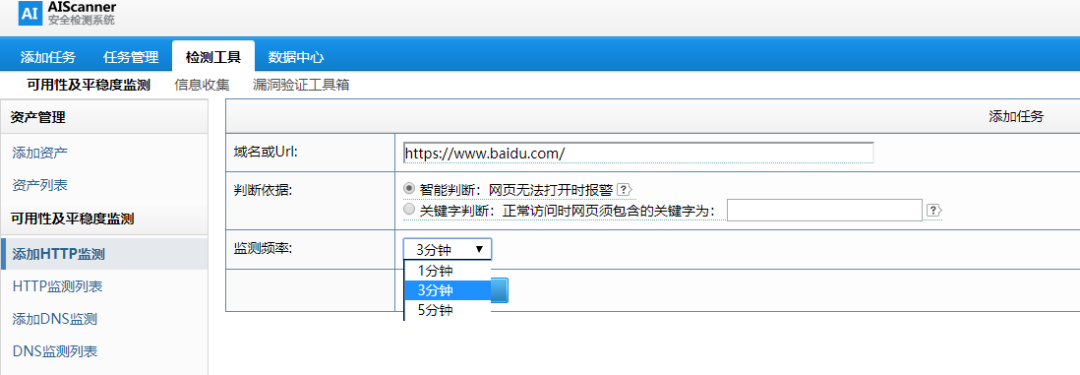 AI AIScanner
安全检测系统
添加任务 任务管理 检测工具 数据中心
可用性及平稳度监测 信息收集 漏洞验证工具箱
资产管理
添加资产
资产列表
可用性及平稳度监测
添加HTTP监测
HTTP监测列表
添加DNS监测
DNS监测列表
添加任务
域名或Url: https://www.baidu.com/
判断依据: 智能判断：网页无法打开时报警 ?
关键字判断：正常访问时网页须包含的关键字为： ?
监测频率: 3分钟
1分钟
3分钟
5分钟